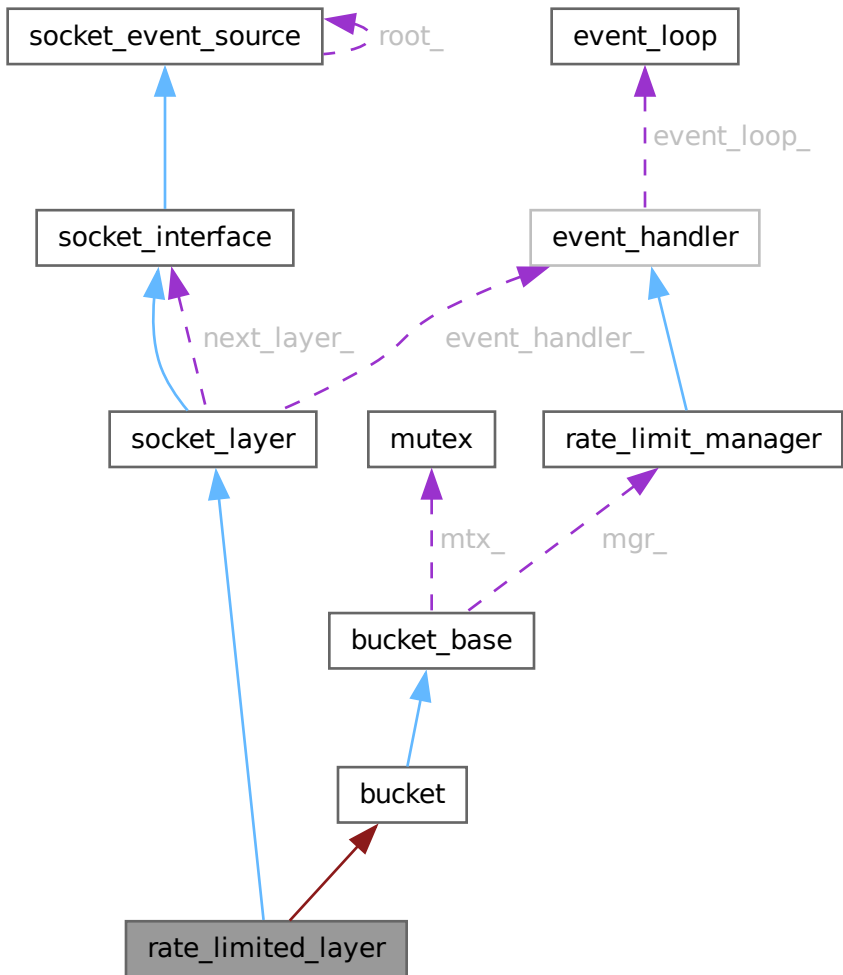 socket_event_source
root_
event_loop
event_loop_
socket_interface
event_handler
next_layer_
event_handler_
socket_layer
mutex
rate_limit_manager
mtx_
mgr_
bucket_base
bucket
rate_limited_layer